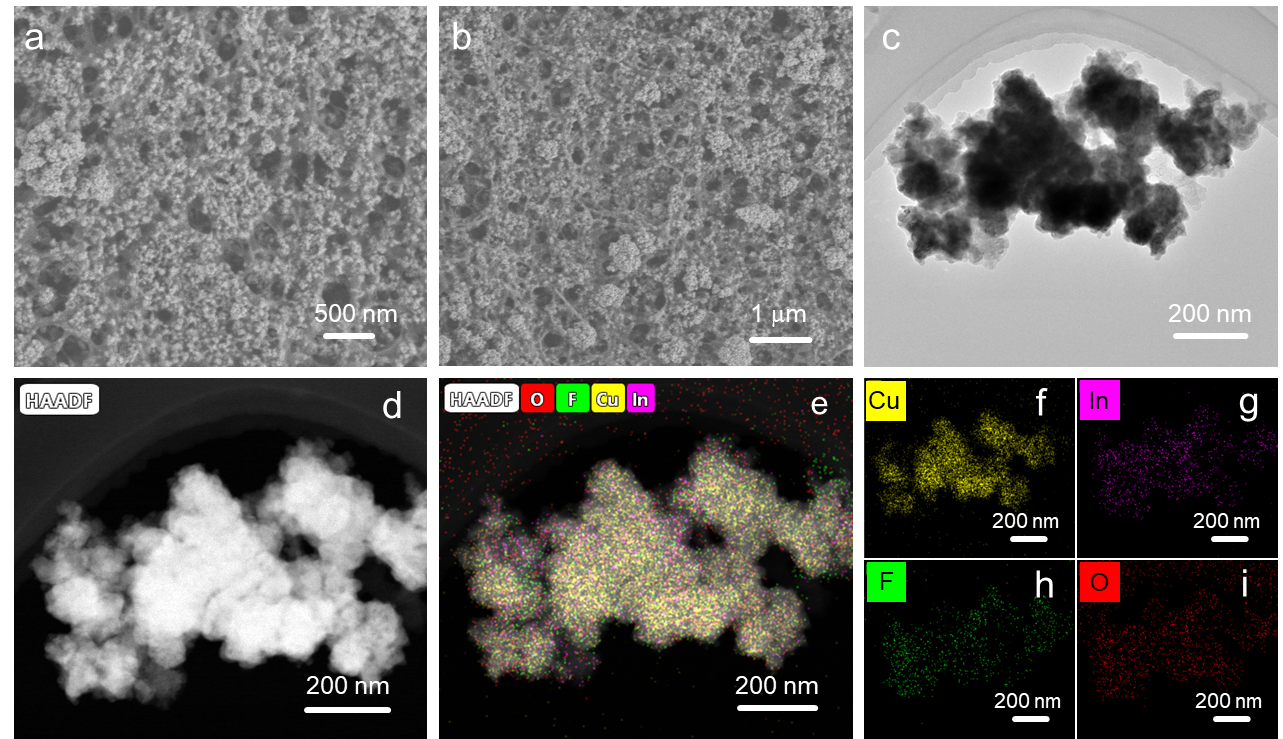 a
500 nm
b
1 μm
c
200 nm
HAADF
d
200 nm
HAADF O F Cu In
e
200 nm
Cu
f
200 nm
In
g
200 nm
F
h
200 nm
O
i
200 nm